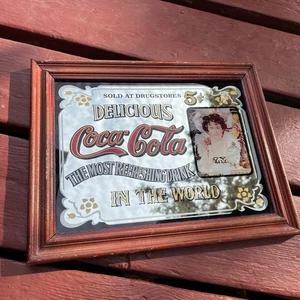 SOLD AT DRUGSTORES
5¢
DELICIOUS
Coca-Cola
THE MOST REFRESHING DRINK
IN THE WORLD